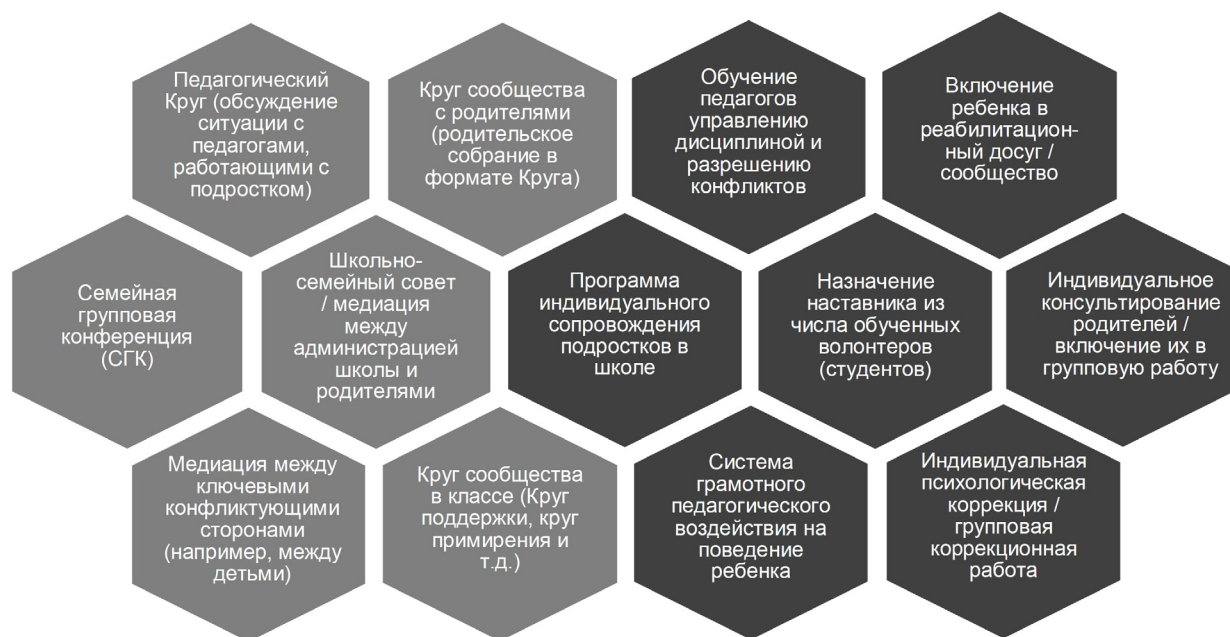 Педагогический
Круг (обсуждение
ситуации с
педагогами,
работающими с
подростком)
Круг сообщества
с родителями
(родительское
собрание в
формате Круга)
Обучение
педагогов
управлению
дисциплиной и
разрешению
конфликтов
Включение
ребенка в
реабилитацион-
ный досуг /
сообщество
Семейная
групповая
конференция
(СГК)
Школьно-
семейный совет
/ медиация
между
администрацией
школы и
родителями
Программа
индивидуального
сопровождения
подростков в
школе
Назначение
наставника из
числа обученных
волонтеров
(студентов)
Индивидуальное
консультирование
родителей /
включение их в
групповую работу
Медиация между
ключевыми
конфликтующими
сторонами
(например, между
детьми)
Круг сообщества
в классе (Круг
поддержки, круг
примирения и
т.д.)
Система
грамотного
педагогического
воздействия на
поведение
ребенка
Индивидуальная
психологическая
коррекция /
групповая
коррекционная
работа